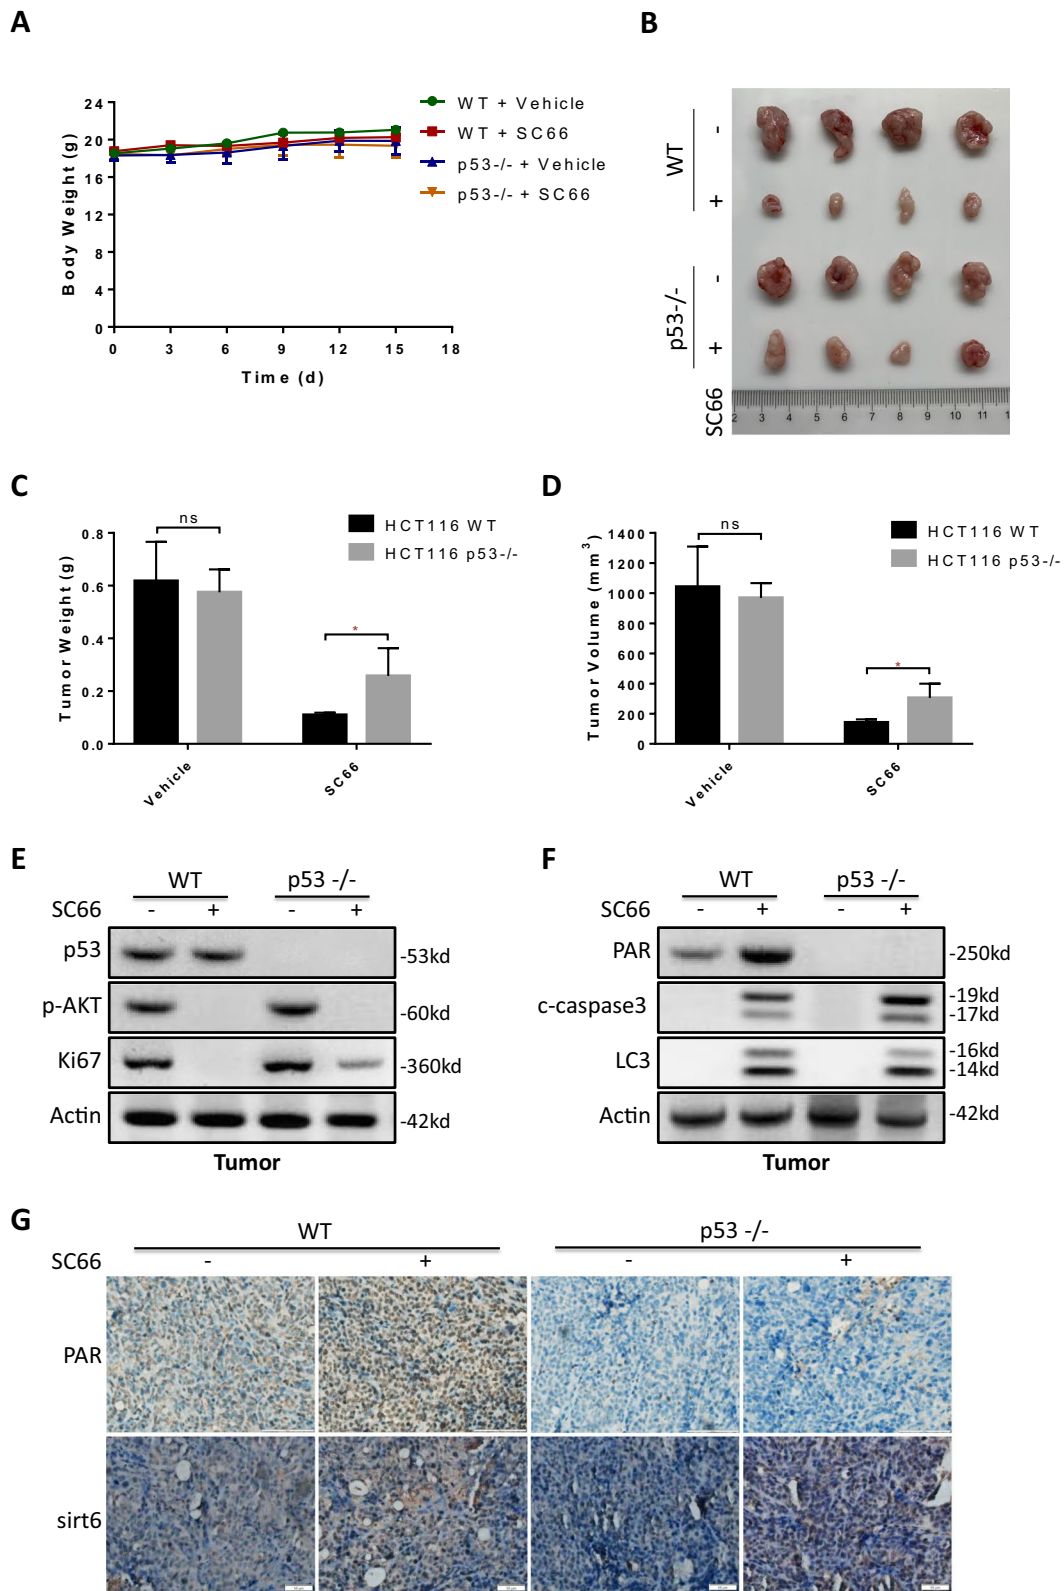 A
24
20
16
12
8
4
0
Body Weight (g)
0 3 6 9 12 15 18
Time (d)
WT + Vehicle
WT + SC66
p53-/- + Vehicle
p53-/- + SC66
B
WT
- +
p53-/-
- +
SC66
2 3 4 5 6 7 8 9 10 11 1
C
0.8
0.6
0.4
0.2
0.0
Tumor Weight (g)
ns
*
Vehicle SC66
HCT116 WT
HCT116 p53-/-
D
1400
1200
1000
800
600
400
200
0
Tumor Volume (mm³)
ns
*
Vehicle SC66
HCT116 WT
HCT116 p53-/-
E
WT p53 -/-
SC66 - + - +
p53 -53kd
p-AKT -60kd
Ki67 -360kd
Actin -42kd
Tumor
F
WT p53 -/-
SC66 - + - +
PAR -250kd
c-caspase3 -19kd
-17kd
LC3 -16kd
-14kd
Actin -42kd
Tumor
G
WT p53 -/-
SC66 - + - +
PAR
sirt6